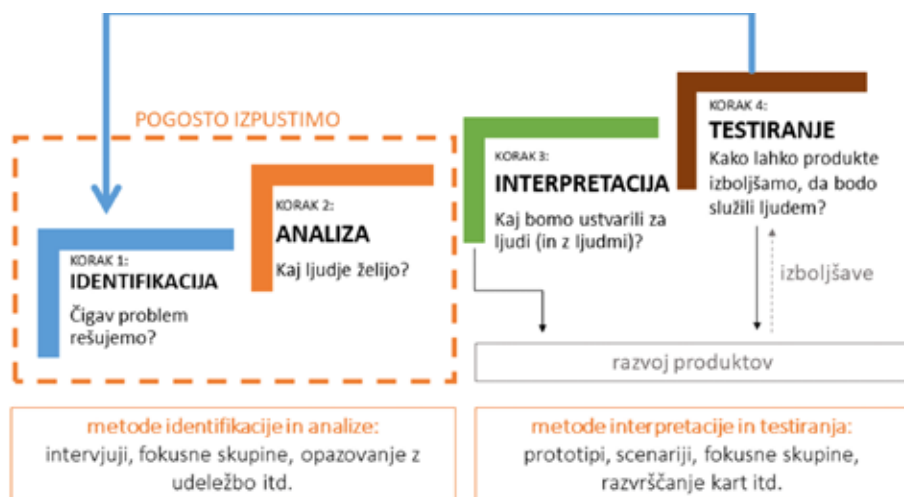 POGOSTO IZPUSTIMO
KORAK 1:
IDENTIFIKACIJA
Čigav problem
rešujemo?
KORAK 2:
ANALIZA
Kaj ljudje želijo?
KORAK 3:
INTERPRETACIJA
Kaj bomo ustvarili za
ljudi (in z ljudmi)?
KORAK 4:
TESTIRANJE
Kako lahko produkte
izboljšamo, da bodo
služili ljudem?
izboljšave
razvoj produktov
metode identifikacije in analize:
intervjuji, fokusne skupine, opazovanje z
udeležbo itd.
metode interpretacije in testiranja:
prototipi, scenariji, fokusne skupine,
razvrščanje kart itd.